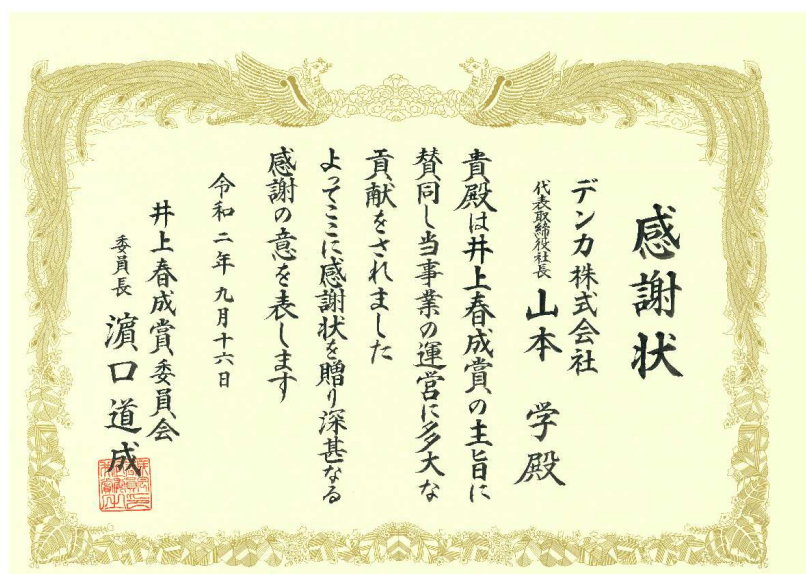 感謝状
デンカ株式会社
代表取締役社長 山本 学殿
貴殿は井上春成賞の主旨に
賛同し当事業の運営に多大な
貢献をされました
よってここに感謝状を贈り深甚なる
感謝の意を表します
令和二年九月十六日
井上春成賞委員会
委員長 濵口道成